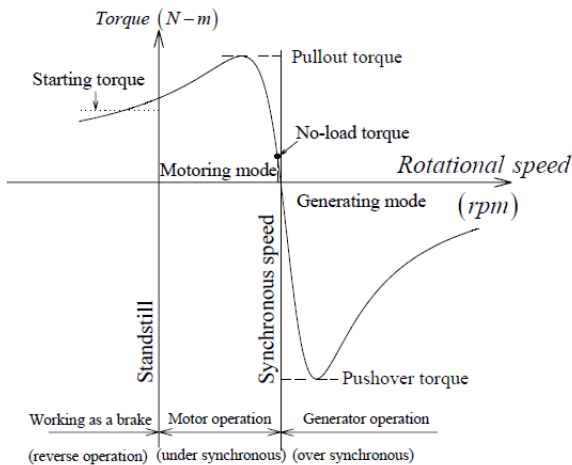 Torque (N−m)
Pullout torque
Starting torque
No-load torque
Motoring mode
Rotational speed
(rpm)
Generating mode
Standstill
Synchronous speed
Pushover torque
Working as a brake
Motor operation
Generator operation
(reverse operation)
(under synchronous)
(over synchronous)